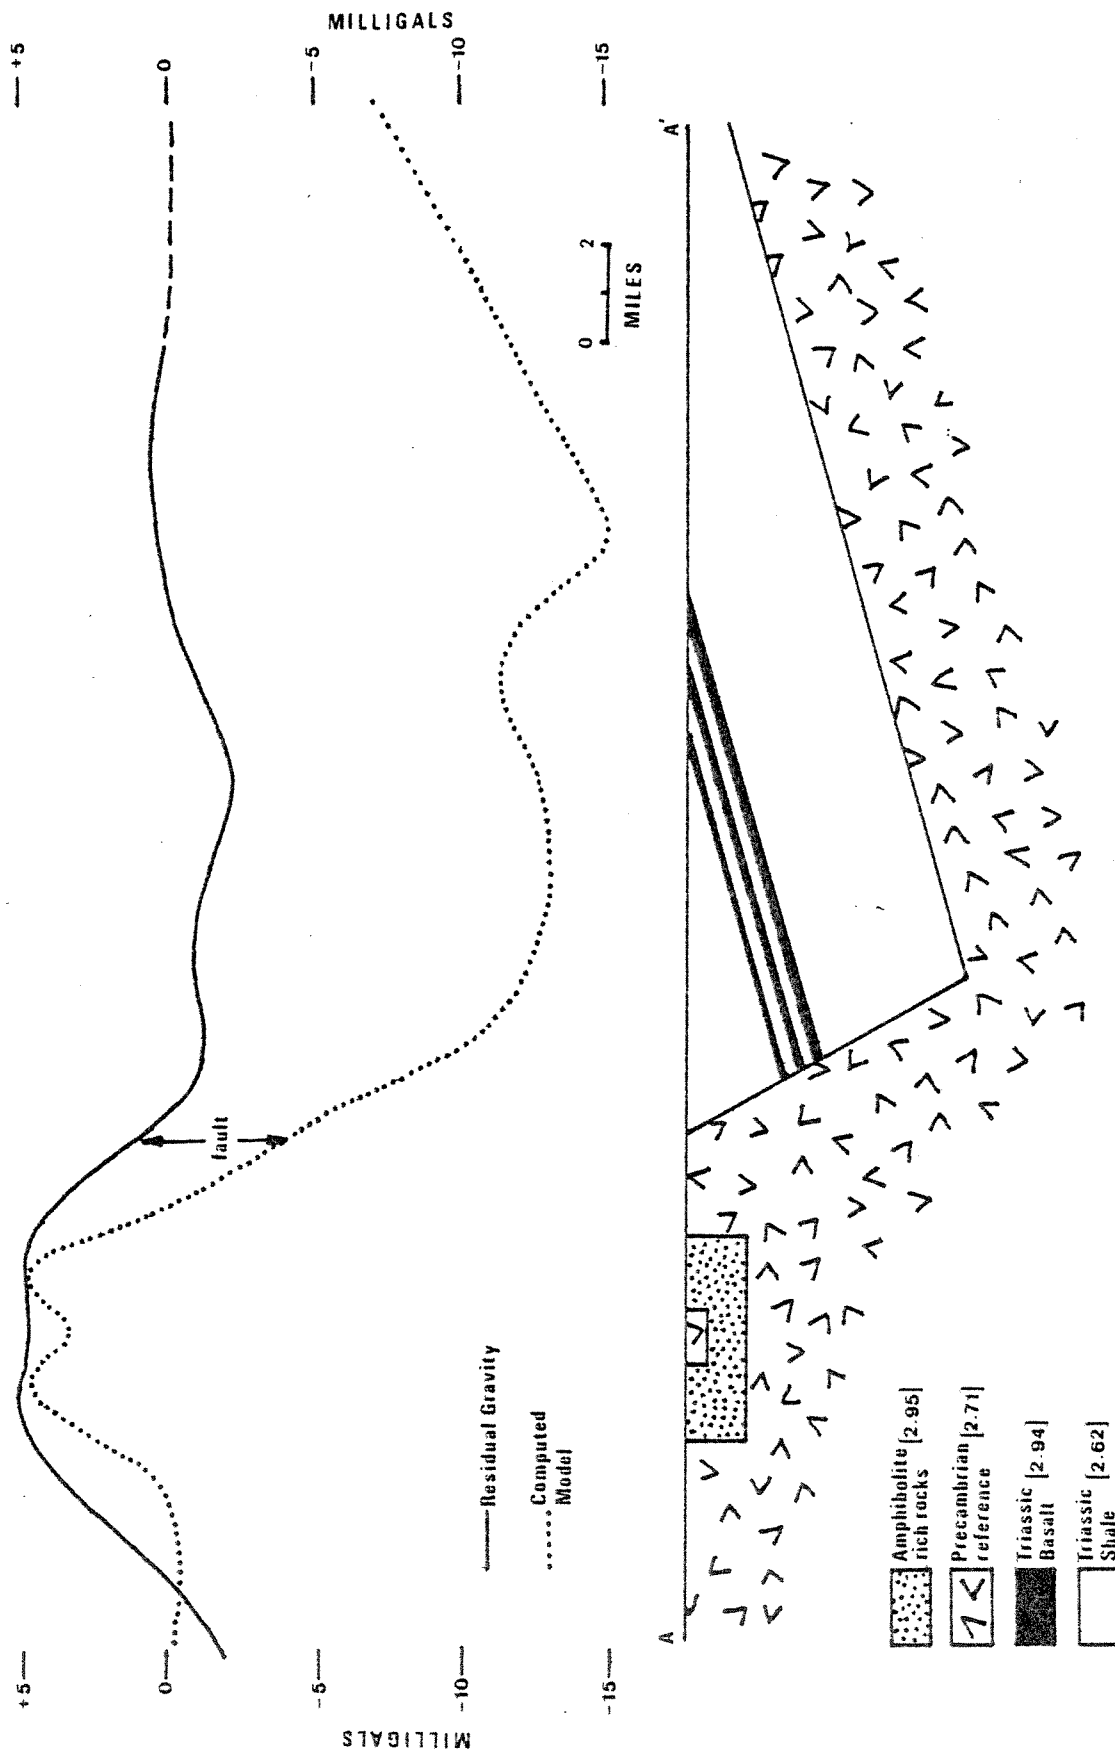 MILLIGALS
+5
0
-5
-10
-15
MILLIGALS
+5
0
-5
-10
-15
fault
Residual Gravity
Computed
Model
0 2
MILES
A
A'
Amphibolite [2.95]
rich rocks
Precambrian [2.71]
reference
Triassic [2.94]
Basalt
Triassic [2.62]
Shale